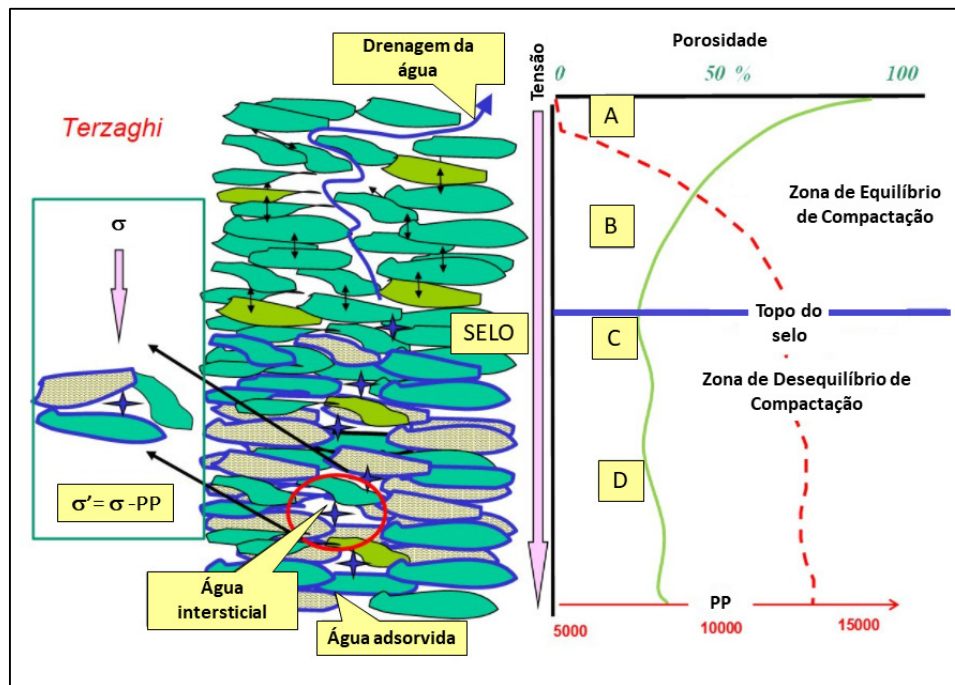 Drenagem da
água
Terzaghi
σ
σ' = σ -PP
Água
intersticial
Água adsorvida
SELO
Tensão
Porosidade
0 50 % 100
A
B
C
D
Zona de Equilíbrio
de Compactação
Topo do
selo
Zona de Desequilíbrio de
Compactação
PP
5000 10000 15000